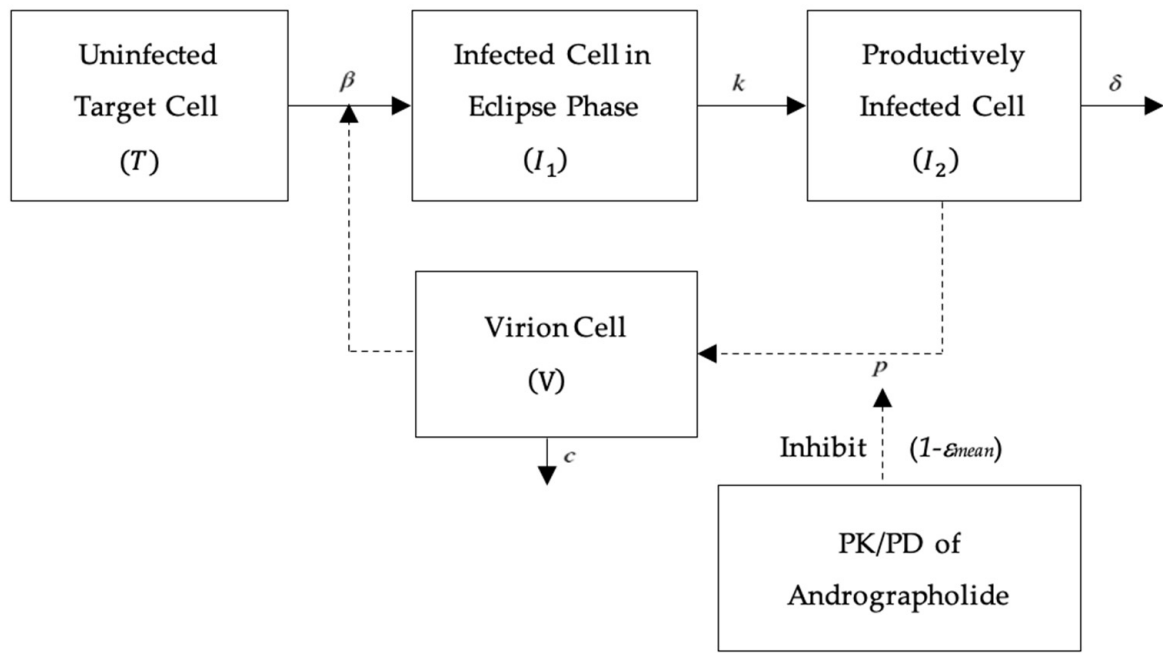 Uninfected
Target Cell
(T)
β
Infected Cell in
Eclipse Phase
(I₁)
k
Productively
Infected Cell
(I₂)
δ
Virion Cell
(V)
c
p
Inhibit (1-εmean)
PK/PD of
Andrographolide